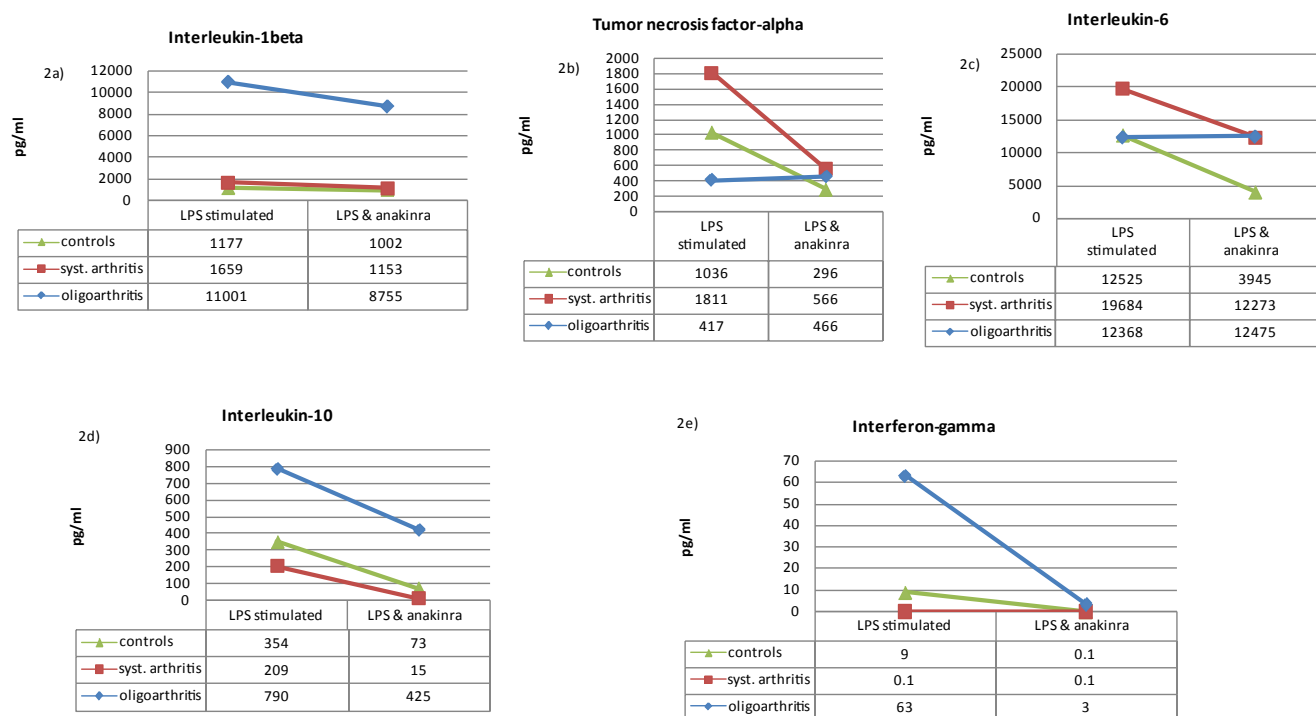 Interleukin-1beta
2a)
pg/ml
12000
10000
8000
6000
4000
2000
0
LPS stimulated LPS & anakinra
controls 1177 1002
syst. arthritis 1659 1153
oligoarthritis 11001 8755
Tumor necrosis factor-alpha
2b)
pg/ml
1800
1600
1400
1200
1000
800
600
400
200
0
LPS stimulated LPS & anakinra
controls 1036 296
syst. arthritis 1811 566
oligoarthritis 417 466
Interleukin-6
2c)
pg/ml
25000
20000
15000
10000
5000
0
LPS stimulated LPS & anakinra
controls 12525 3945
syst. arthritis 19684 12273
oligoarthritis 12368 12475
Interleukin-10
2d)
pg/ml
900
800
700
600
500
400
300
200
100
0
LPS stimulated LPS & anakinra
controls 354 73
syst. arthritis 209 15
oligoarthritis 790 425
Interferon-gamma
2e)
pg/ml
70
60
50
40
30
20
10
0
LPS stimulated LPS & anakinra
controls 9 0.1
syst. arthritis 0.1 0.1
oligoarthritis 63 3